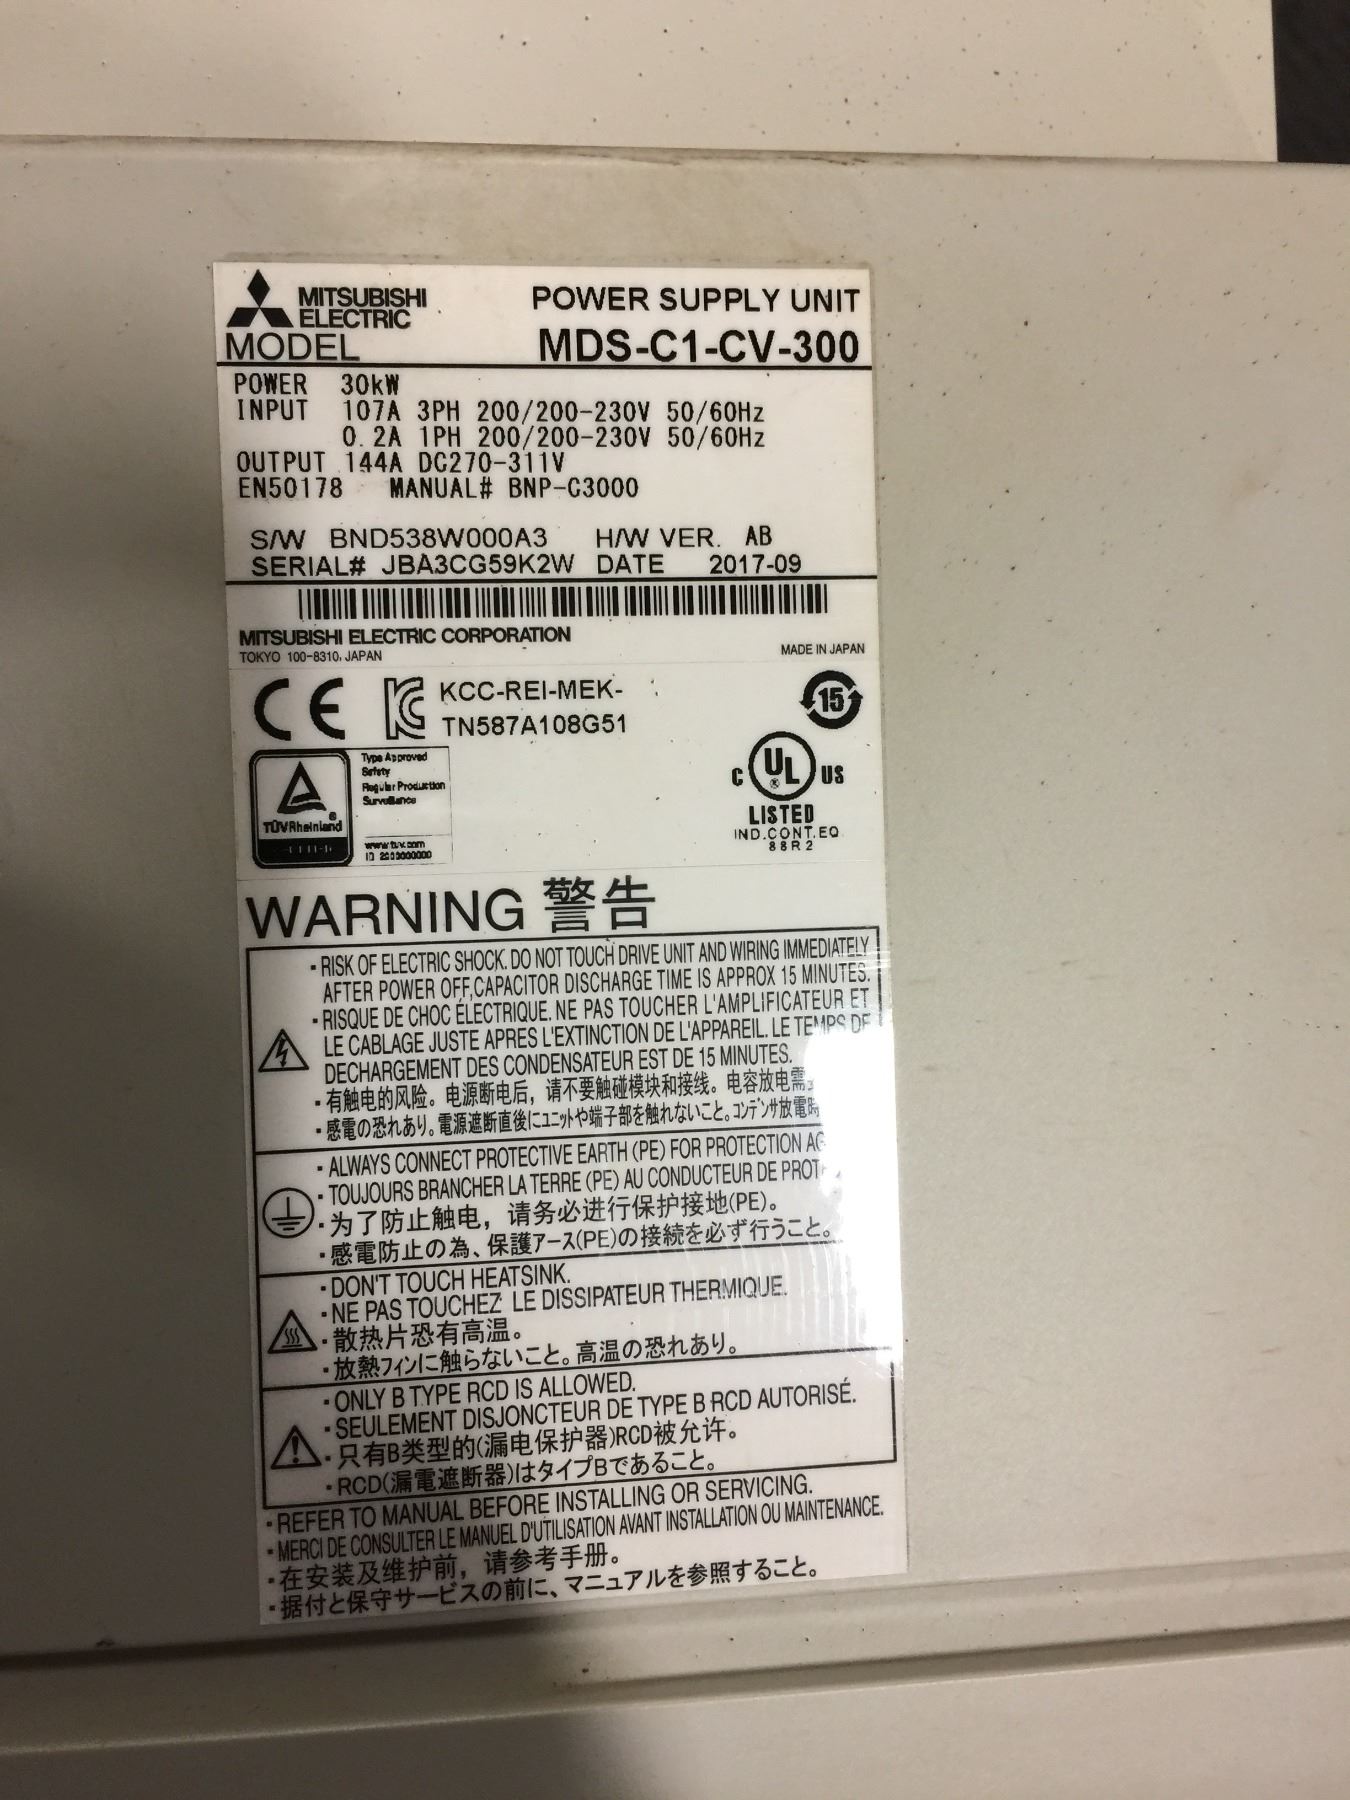 MITSUBISHI
ELECTRIC
POWER SUPPLY UNIT
MODEL MDS-C1-CV-300
POWER 30kW
INPUT 107A 3PH 200/200-230V 50/60Hz
0.2A 1PH 200/200-230V 50/60Hz
OUTPUT 144A DC270-311V
EN50178 MANUAL# BNP-C3000
S/W BND538W000A3 H/W VER. AB
SERIAL# JBA3CG59K2W DATE 2017-09
MITSUBISHI ELECTRIC CORPORATION
TOKYO 100-8310, JAPAN MADE IN JAPAN
CE KCC-REI-MEK-
TN587A108G51
15
Type Approved
Safety
Regular Production
Surveillance
TÜVRheinland
www.tuv.com
C UL US
LISTED
IND.CONT.EQ
88R2
WARNING 警告
・RISK OF ELECTRIC SHOCK. DO NOT TOUCH DRIVE UNIT AND WIRING IMMEDIATELY
AFTER POWER OFF,CAPACITOR DISCHARGE TIME IS APPROX 15 MINUTES.
・RISQUE DE CHOC ÉLECTRIQUE. NE PAS TOUCHER L'AMPLIFICATEUR ET
LE CABLAGE JUSTE APRES L'EXTINCTION DE L'APPAREIL. LE TEMPS DE
DECHARGEMENT DES CONDENSATEUR EST DE 15 MINUTES.
・有触电的风险。电源断电后，请不要触碰模块和接线。电容放电需
・感電の恐れあり。電源遮断直後にユニットや端子部を触れないこと。コンデンサ放電時
・ALWAYS CONNECT PROTECTIVE EARTH (PE) FOR PROTECTION
・TOUJOURS BRANCHER LA TERRE (PE) AU CONDUCTEUR DE
・为了防止触电，请务必进行保护接地(PE)。
・感電防止の為、保護アース(PE)の接続を必ず行うこと。
・DON'T TOUCH HEATSINK.
・NE PAS TOUCHEZ LE DISSIPATEUR THERMIQUE.
・散热片恐有高温。
・放熱フィンに触らないこと。高温の恐れあり。
・ONLY B TYPE RCD IS ALLOWED.
・SEULEMENT DISJONCTEUR DE TYPE B RCD AUTORISÉ.
・只有B类型的(漏电保护器)RCD被允许。
・RCD(漏電遮断器)はタイプBであること。
・REFER TO MANUAL BEFORE INSTALLING OR SERVICING.
・MERCI DE CONSULTER LE MANUEL D'UTILISATION AVANT INSTALLATION OU MAINTENANCE.
・在安装及维护前，请参考手册。
・据付と保守サービスの前に、マニュアルを参照すること。